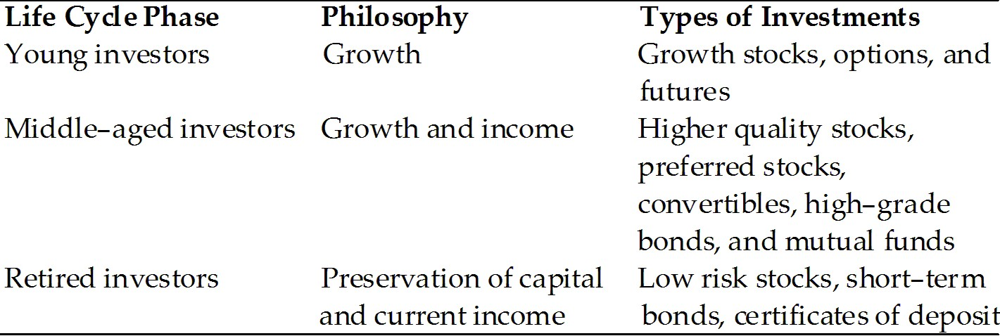 Life Cycle Phase Philosophy Types of Investments
Young investors Growth Growth stocks, options, and
futures
Middle–aged investors Growth and income Higher quality stocks,
preferred stocks,
convertibles, high–grade
bonds, and mutual funds
Retired investors Preservation of capital Low risk stocks, short–term
and current income bonds, certificates of deposit